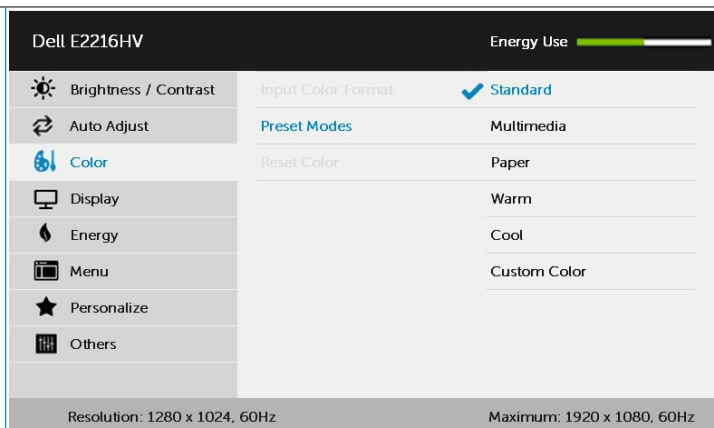 Dell E2216HV
Energy Use
Brightness / Contrast
Auto Adjust
Color
Display
Energy
Menu
Personalize
Others
Input Color Format
Preset Modes
Reset Color
Standard
Multimedia
Paper
Warm
Cool
Custom Color
Resolution: 1280 x 1024, 60Hz
Maximum: 1920 x 1080, 60Hz